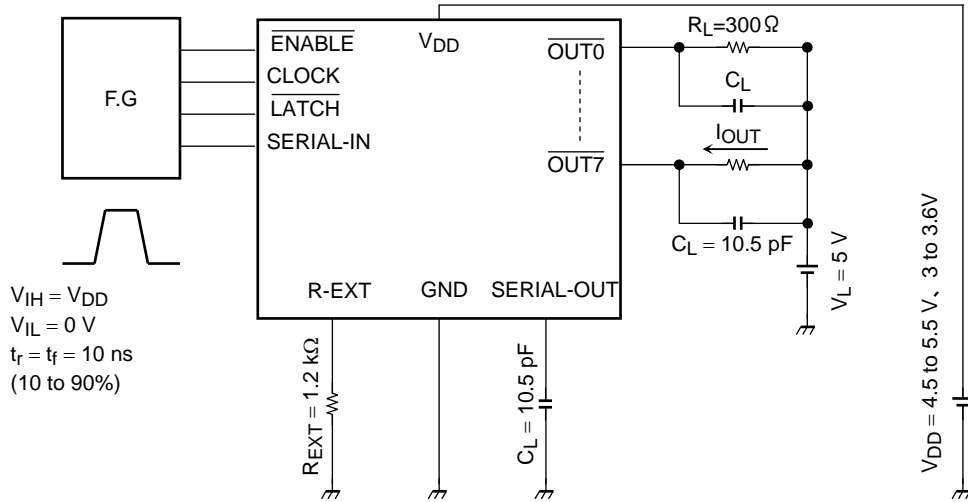 F.G
ENABLE
CLOCK
LATCH
SERIAL-IN
VDD
OUT0
OUT7
R-EXT
GND
SERIAL-OUT
RL=300 Ω
CL
IOUT
CL = 10.5 pF
VL = 5 V
VDD = 4.5 to 5.5 V、3 to 3.6V
VIH = VDD
VIL = 0 V
tr = tf = 10 ns
(10 to 90%)
REXT = 1.2 kΩ
CL = 10.5 pF